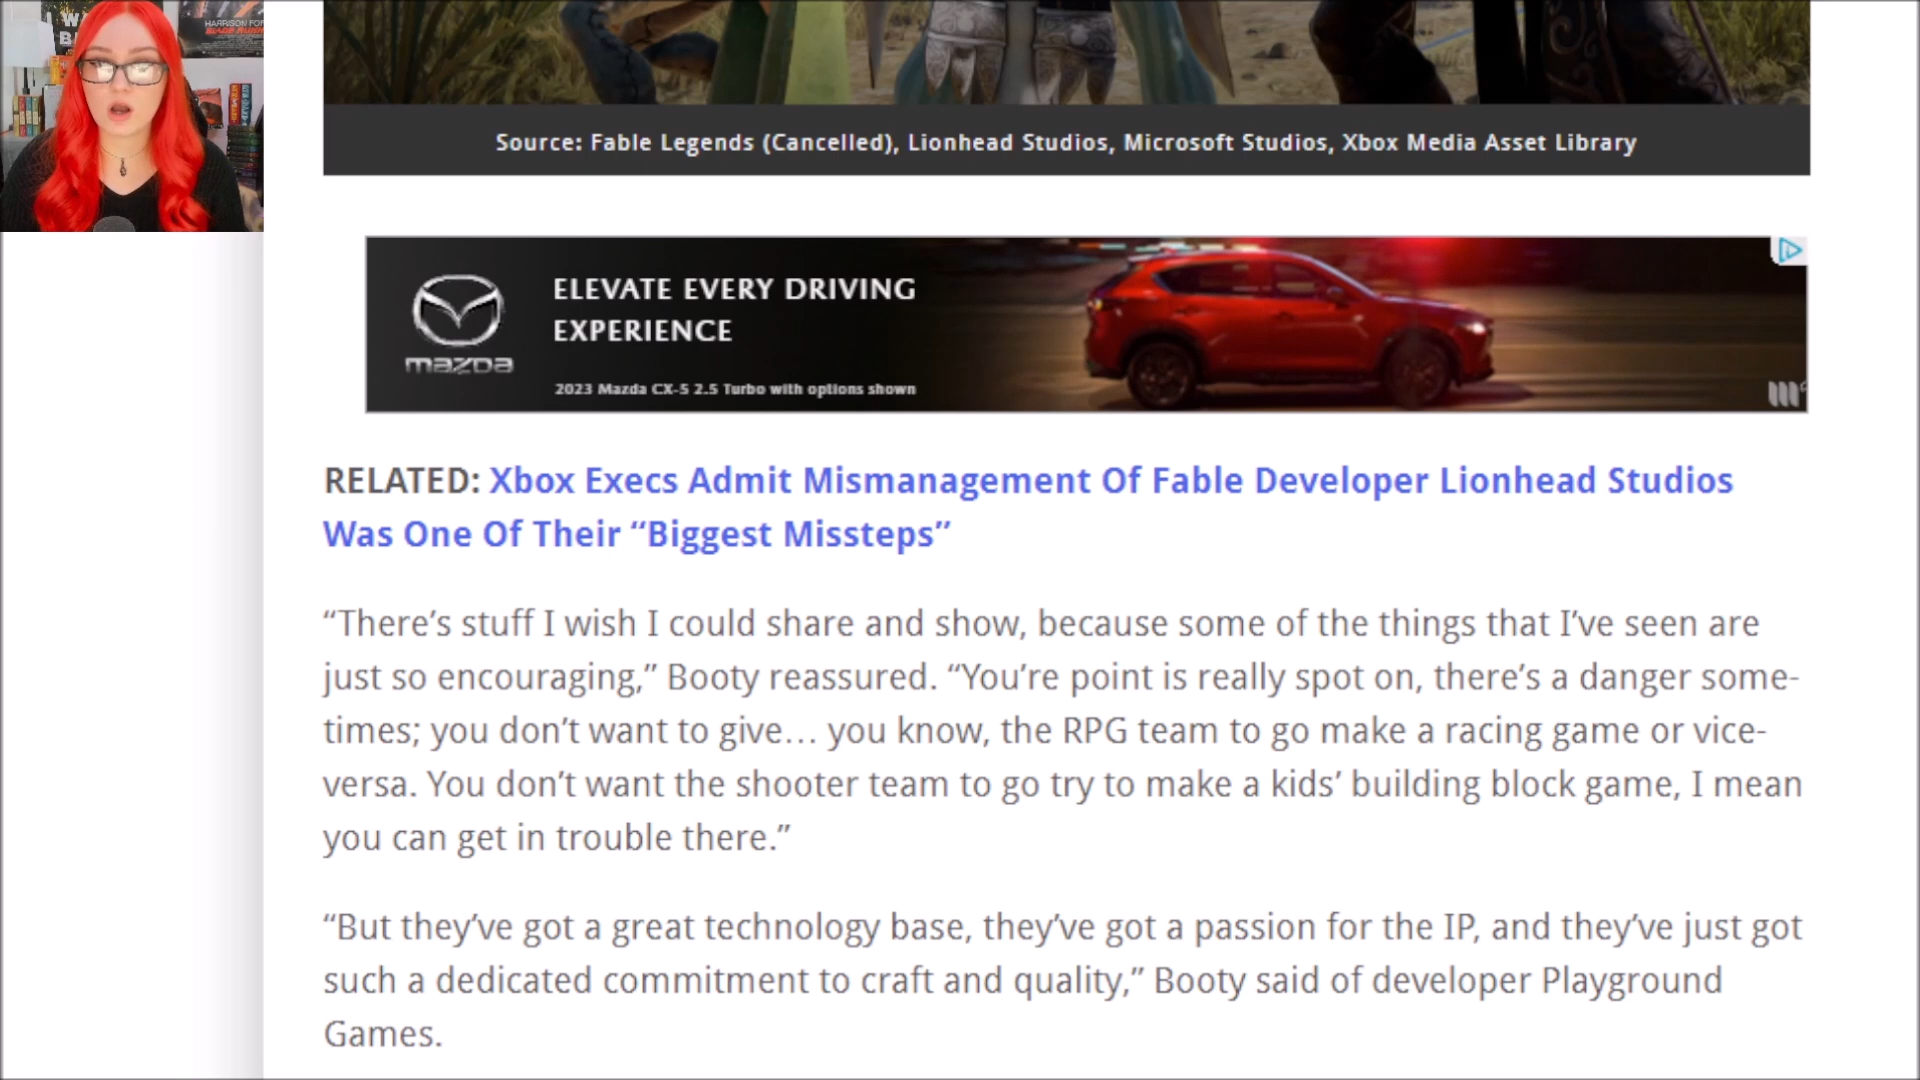 HARRISON FOR
Source: Fable Legends (Cancelled), Lionhead Studios, Microsoft Studios, Xbox Media Asset Library
mazda
ELEVATE EVERY DRIVING
EXPERIENCE
2023 Mazda CX-5 2.5 Turbo with options shown
RELATED: Xbox Execs Admit Mismanagement Of Fable Developer Lionhead Studios
Was One Of Their “Biggest Missteps”
“There’s stuff I wish I could share and show, because some of the things that I’ve seen are
just so encouraging,” Booty reassured. “You’re point is really spot on, there’s a danger some-
times; you don’t want to give… you know, the RPG team to go make a racing game or vice-
versa. You don’t want the shooter team to go try to make a kids’ building block game, I mean
you can get in trouble there.”
“But they’ve got a great technology base, they’ve got a passion for the IP, and they’ve just got
such a dedicated commitment to craft and quality,” Booty said of developer Playground
Games.